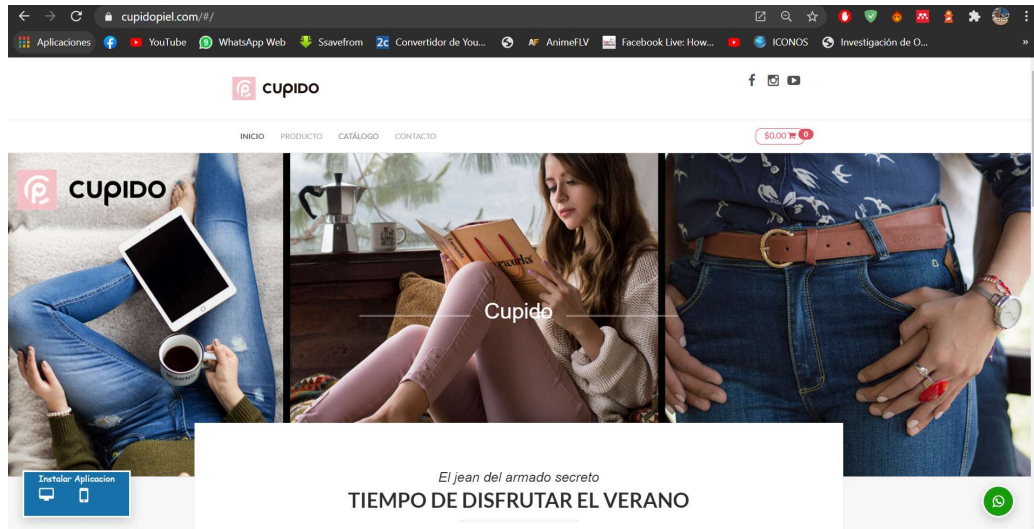 cupidopiel.com/#/
Aplicaciones
YouTube
WhatsApp Web
Ssavefrom
2c Convertidor de You...
AF AnimeFLV
Facebook Live: How...
ICONOS
Investigación de O...
»
CUPIDO
INICIO PRODUCTO CATÁLOGO CONTACTO
$0.00 0
CUPIDO
Cupido
Instalar Aplicacion
El jean del armado secreto
TIEMPO DE DISFRUTAR EL VERANO